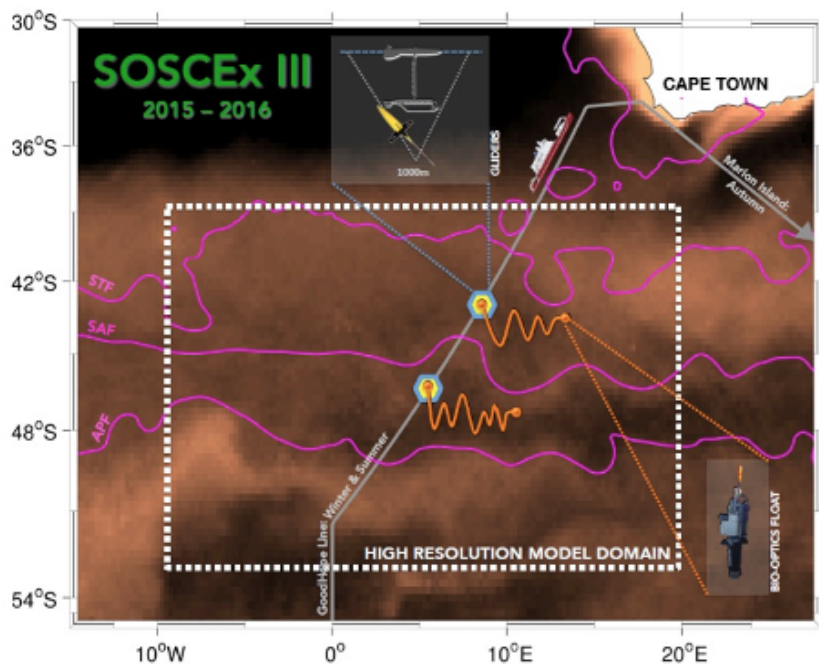 30°S
36°S
42°S
48°S
54°S
SOSCEx III
2015 – 2016
1000m
GLIDERS
CAPE TOWN
Marion Island:
Autumn
D
STF
SAF
APF
GoodHope Line: Winter & Summer
HIGH RESOLUTION MODEL DOMAIN
BIO-OPTICS FLOAT
10°W
0°
10°E
20°E